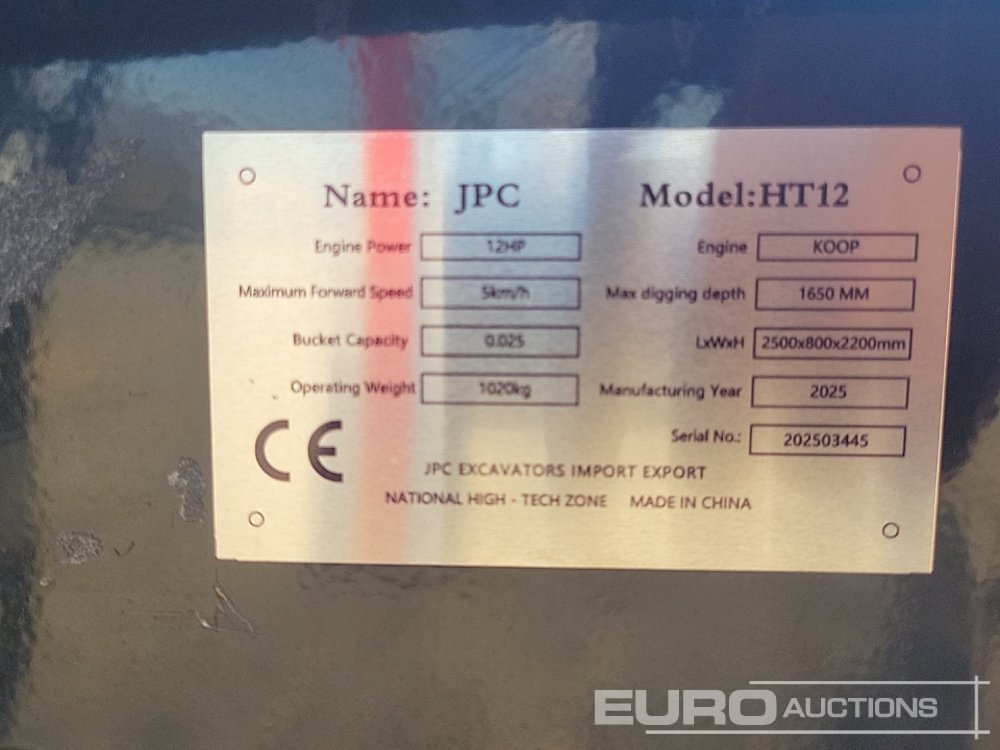 Name: JPC Model:HT12
Engine Power 12HP Engine KOOP
Maximum Forward Speed 5km/h Max digging depth 1650 MM
Bucket Capacity 0.025 LxWxH 2500x800x2200mm
Operating Weight 1020kg Manufacturing Year 2025
Serial No.: 202503445
CE
JPC EXCAVATORS IMPORT EXPORT
NATIONAL HIGH - TECH ZONE MADE IN CHINA
EURO AUCTIONS